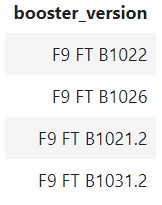 booster_version
F9 FT B1022
F9 FT B1026
F9 FT B1021.2
F9 FT B1031.2